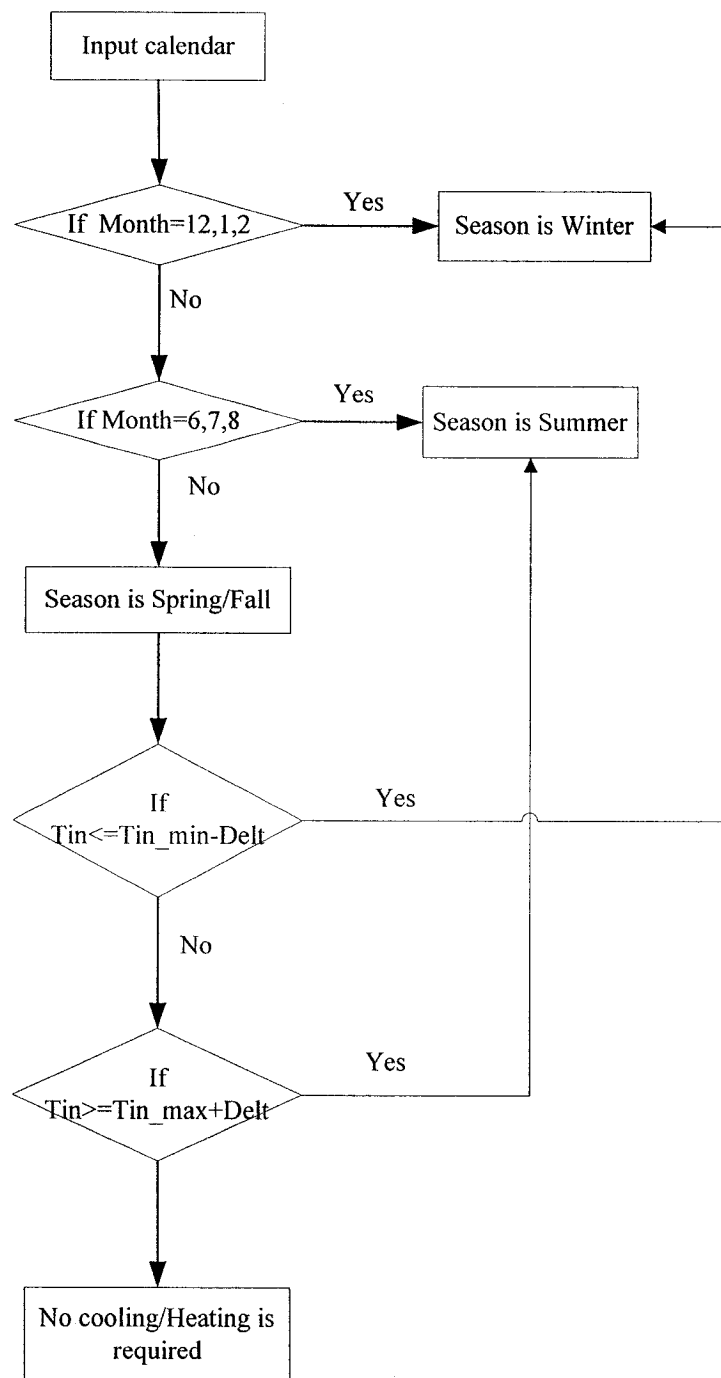 Input calendar
If Month=12,1,2
Yes
Season is Winter
No
If Month=6,7,8
Yes
Season is Summer
No
Season is Spring/Fall
If
Tin<=Tin_min-Delt
Yes
No
If
Tin>=Tin_max+Delt
Yes
No cooling/Heating is
required